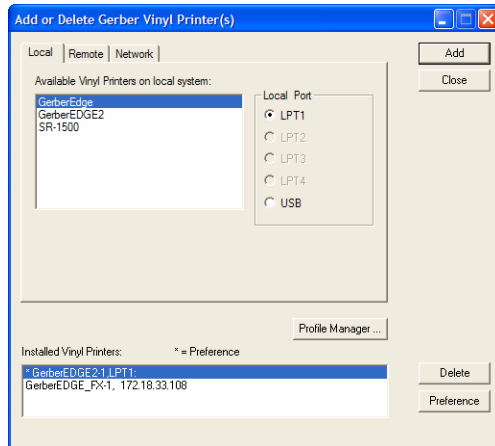 Add or Delete Gerber Vinyl Printer(s)
Local
Remote
Network
Add
Close
Available Vinyl Printers on local system:
GerberEdge
GerberEDGE2
SR-1500
Local Port
LPT1
LPT2
LPT3
LPT4
USB
Profile Manager ...
Installed Vinyl Printers: * = Preference
* GerberEDGE2-1,LPT1:
GerberEDGE_FX-1, 172.18.33.108
Delete
Preference